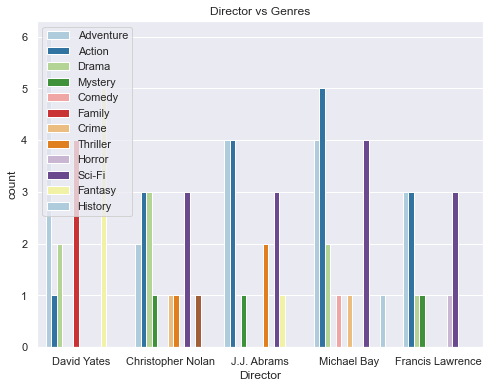 Director vs Genres
6
5
4
3
2
1
0
count
Adventure
Action
Drama
Mystery
Comedy
Family
Crime
Thriller
Horror
Sci-Fi
Fantasy
History
David Yates
Christopher Nolan
J.J. Abrams
Michael Bay
Francis Lawrence
Director